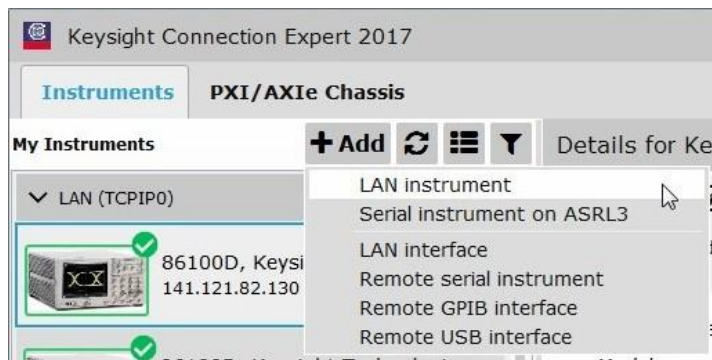 Keysight Connection Expert 2017
Instruments PXI/AXIe Chassis
My Instruments + Add Details for Ke
LAN (TCPIP0)
LAN instrument
Serial instrument on ASRL3
LAN interface
Remote serial instrument
Remote GPIB interface
Remote USB interface
86100D, Keysi
141.121.82.130